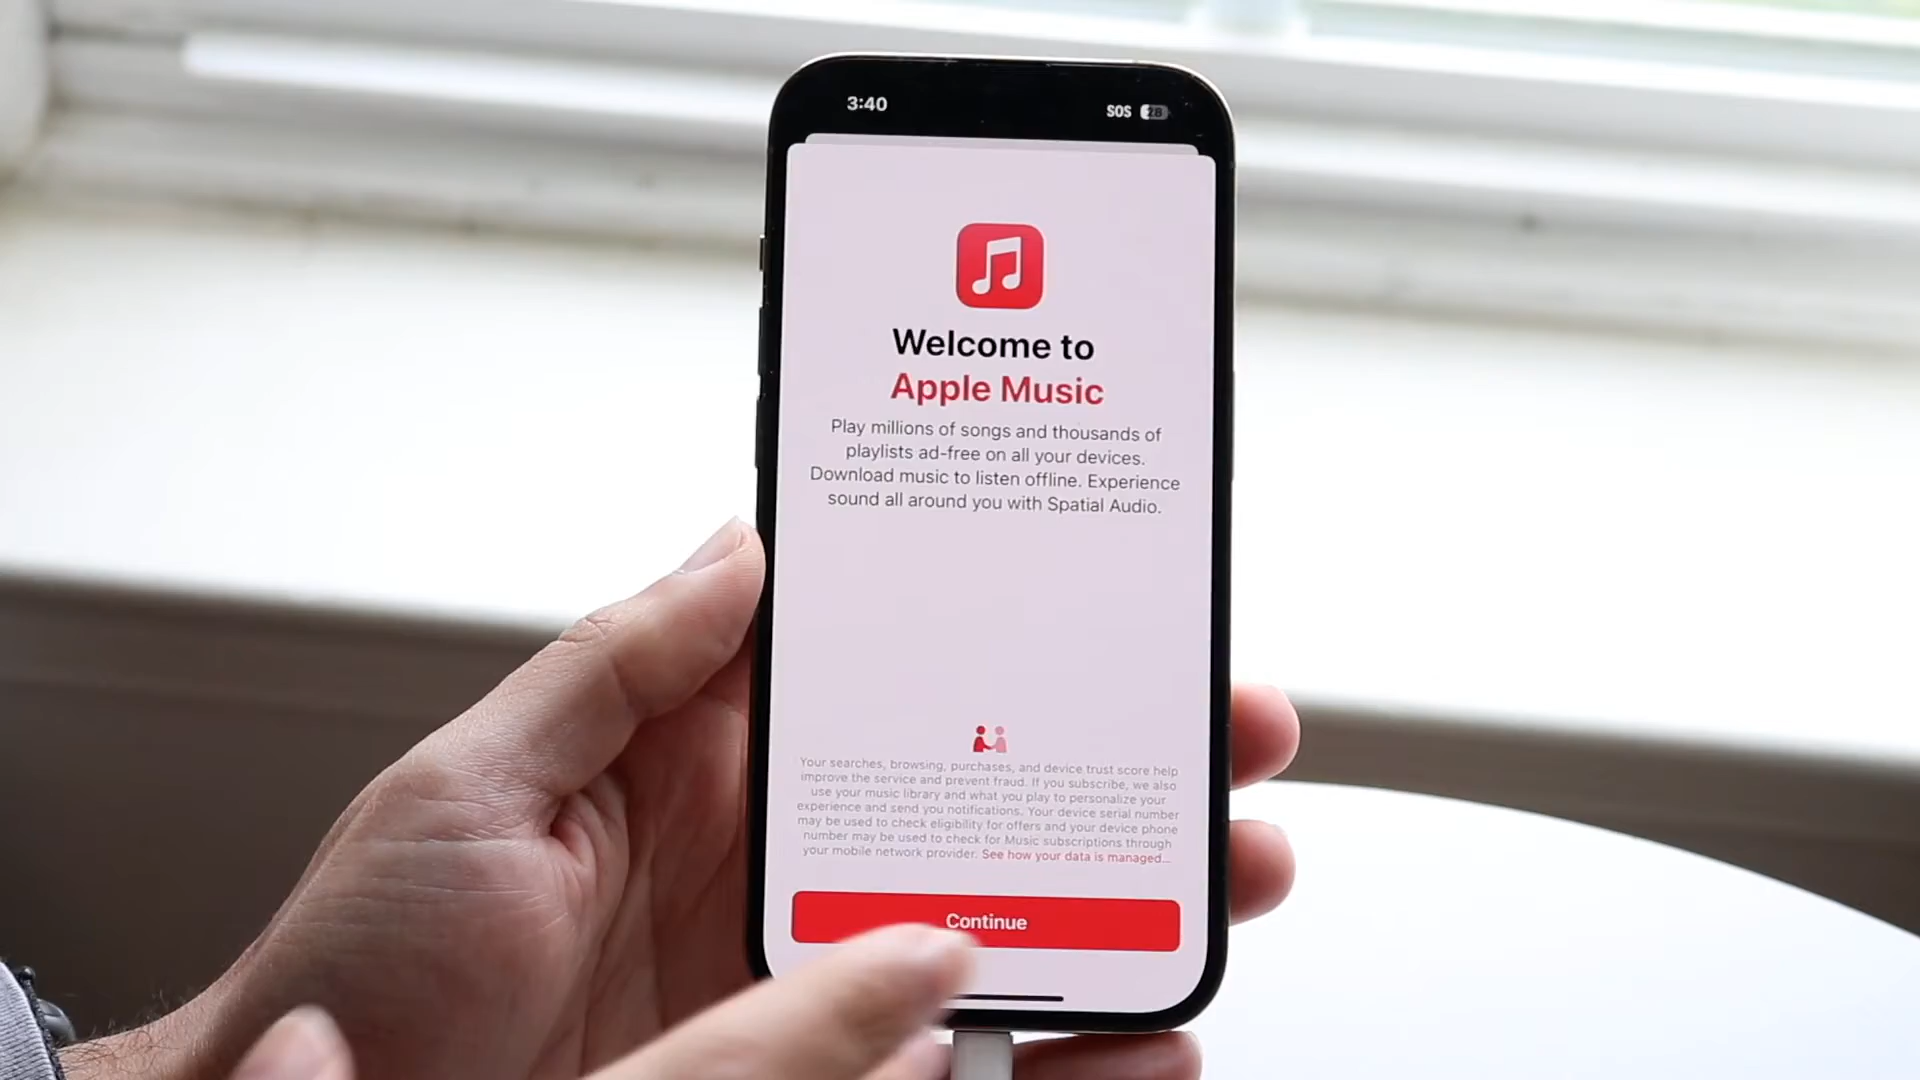 3:40
SOS 28
Welcome to
Apple Music
Play millions of songs and thousands of
playlists ad-free on all your devices.
Download music to listen offline. Experience
sound all around you with Spatial Audio.
Your searches, browsing, purchases, and device trust score help
improve the service and prevent fraud. If you subscribe, we also
use your music library and what you play to personalize your
experience and send you notifications. Your device serial number
may be used to check eligibility for offers and your device phone
number may be used to check for Music subscriptions through
your mobile network provider. See how your data is managed...
Continue